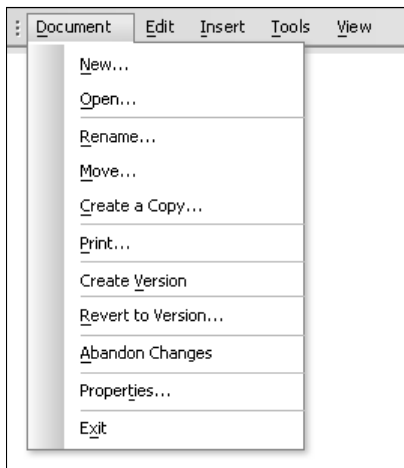 Document Edit Insert Tools View
New...
Open...
Rename...
Move...
Create a Copy...
Print...
Create Version
Revert to Version...
Abandon Changes
Properties...
Exit